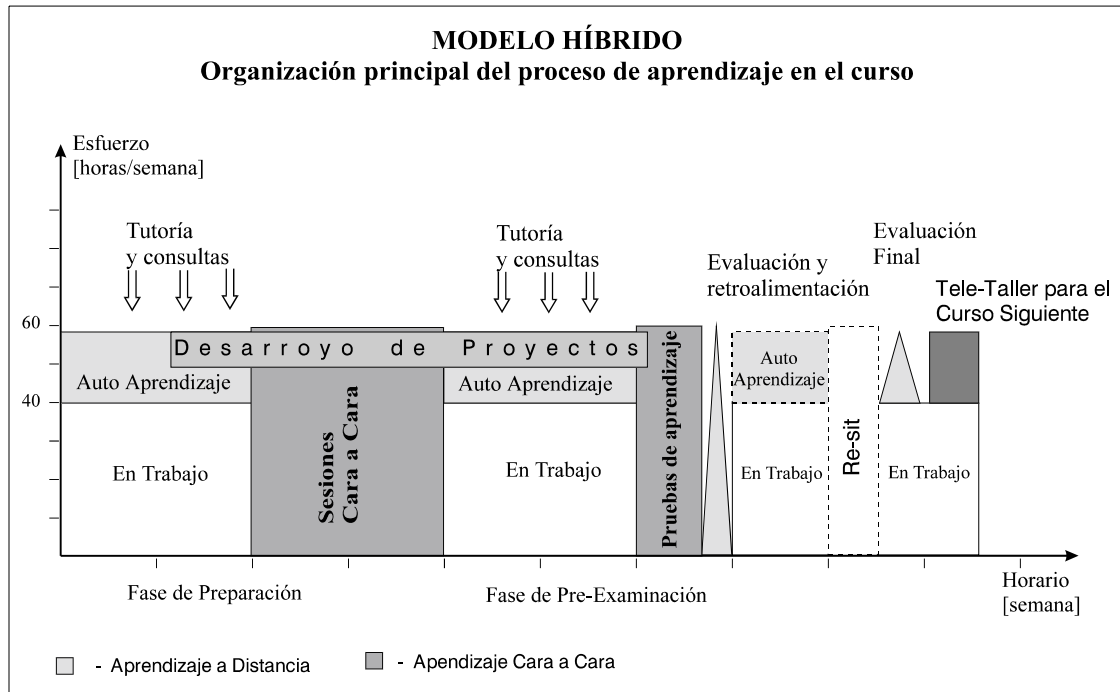 MODELO HÍBRIDO
Organización principal del proceso de aprendizaje en el curso
Esfuerzo
[horas/semana]
Tutoría
y consultas
Tutoría
y consultas
Evaluación y
retroalimentación
Evaluación
Final
Tele-Taller para el
Curso Siguiente
60
Desarroyo de Proyectos
Auto Aprendizaje
Auto Aprendizaje
Auto
Aprendizaje
40
En Trabajo
Sesiones
Cara a Cara
En Trabajo
Pruebas de aprendizaje
En Trabajo
Re-sit
En Trabajo
Fase de Preparación
Fase de Pre-Examinación
Horario
[semana]
- Aprendizaje a Distancia
- Apendizaje Cara a Cara